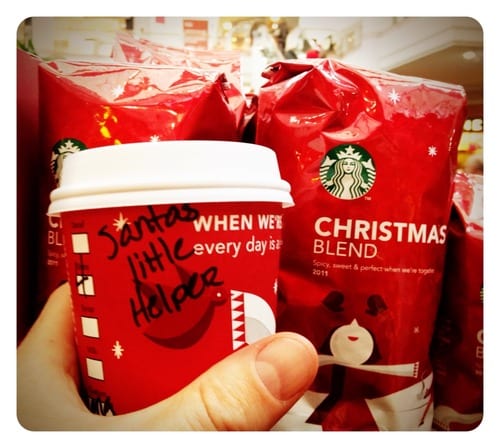 Santas
little
Helper
WHEN WE'RE
every day is a
CHRISTMAS
BLEND
Spicy, sweet & perfect when we're together
2011